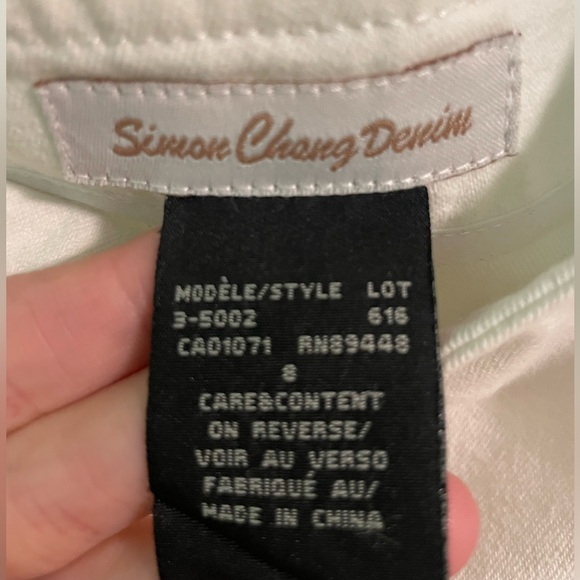 Simon Chang Denim
MODÈLE/STYLE LOT
3-5002 616
CA01071 RN89448
8
CARE&CONTENT
ON REVERSE/
VOIR AU VERSO
FABRIQUÉ AU/
MADE IN CHINA